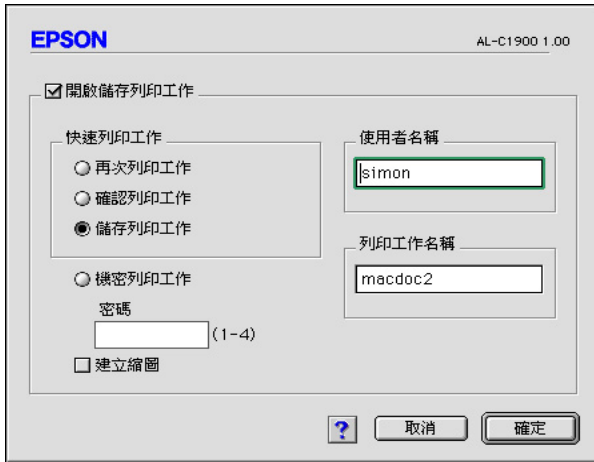 EPSON
AL-C1900 1.00
開啟儲存列印工作
快速列印工作
再次列印工作
確認列印工作
儲存列印工作
機密列印工作
密碼
(1-4)
建立縮圖
使用者名稱
simon
列印工作名稱
macdoc2
?
取消
確定